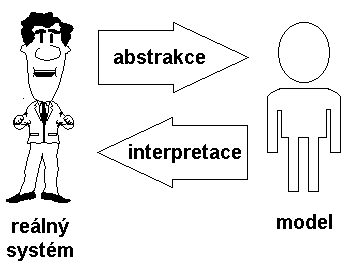 abstrakce
interpretace
reálný
systém
model